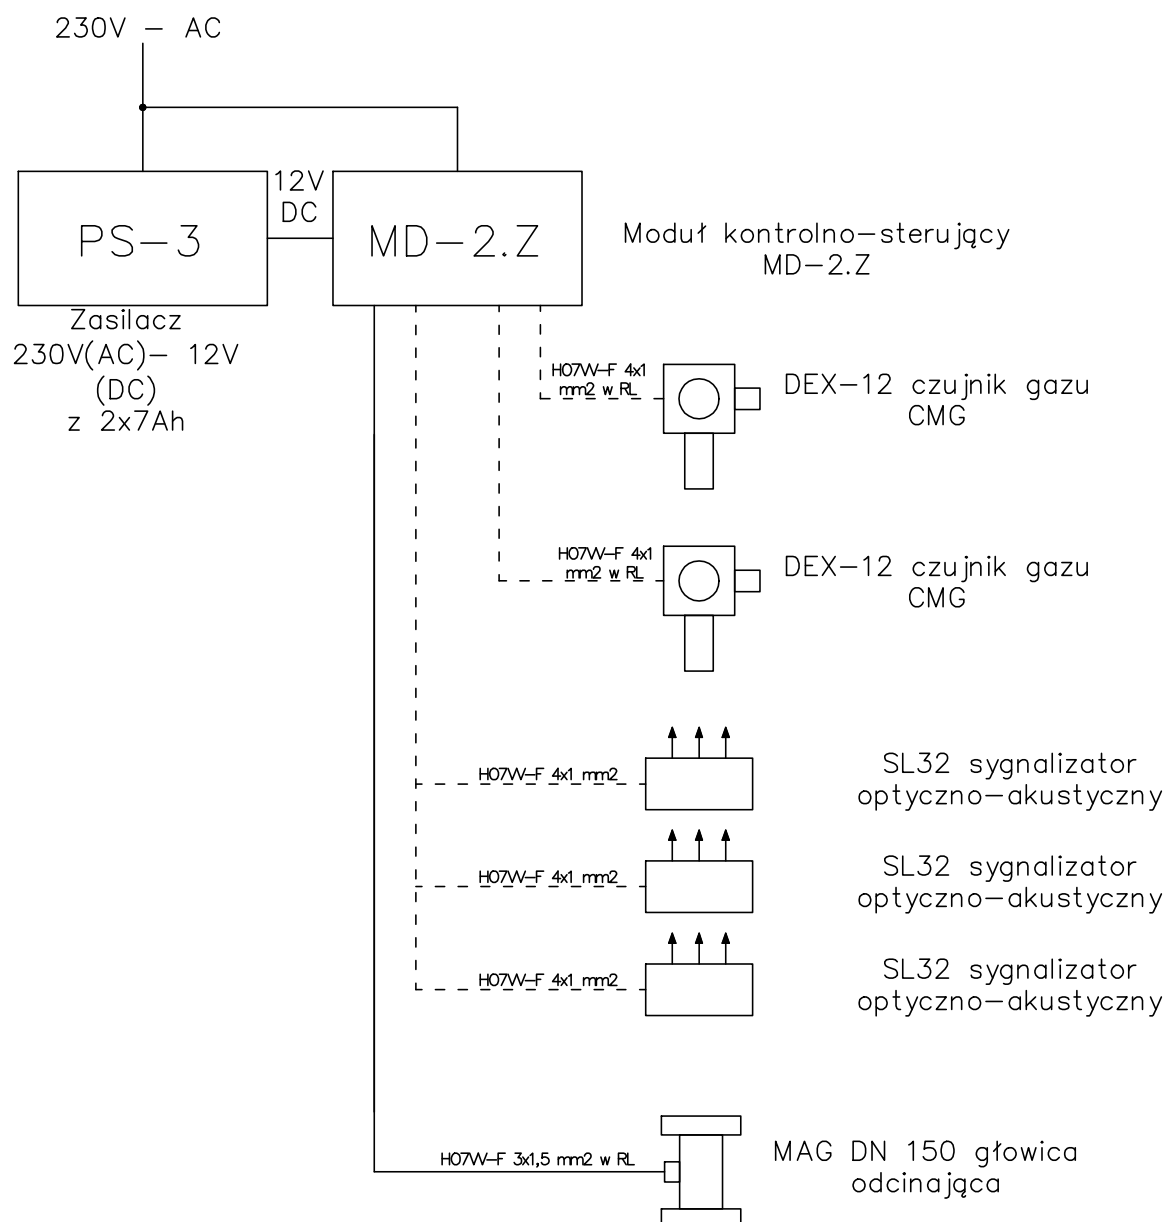 230V – AC
12V
DC
PS–3
MD–2.Z
Moduł kontrolno–sterujący
MD–2.Z
Zasilacz
230V(AC)– 12V
(DC)
z 2x7Ah
H07W–F 4x1
mm2 w RL
DEX–12 czujnik gazu
CMG
H07W–F 4x1
mm2 w RL
DEX–12 czujnik gazu
CMG
H07W–F 4x1 mm2
SL32 sygnalizator
optyczno–akustyczny
H07W–F 4x1 mm2
SL32 sygnalizator
optyczno–akustyczny
H07W–F 4x1 mm2
SL32 sygnalizator
optyczno–akustyczny
H07W–F 3x1,5 mm2 w RL
MAG DN 150 głowica
odcinająca